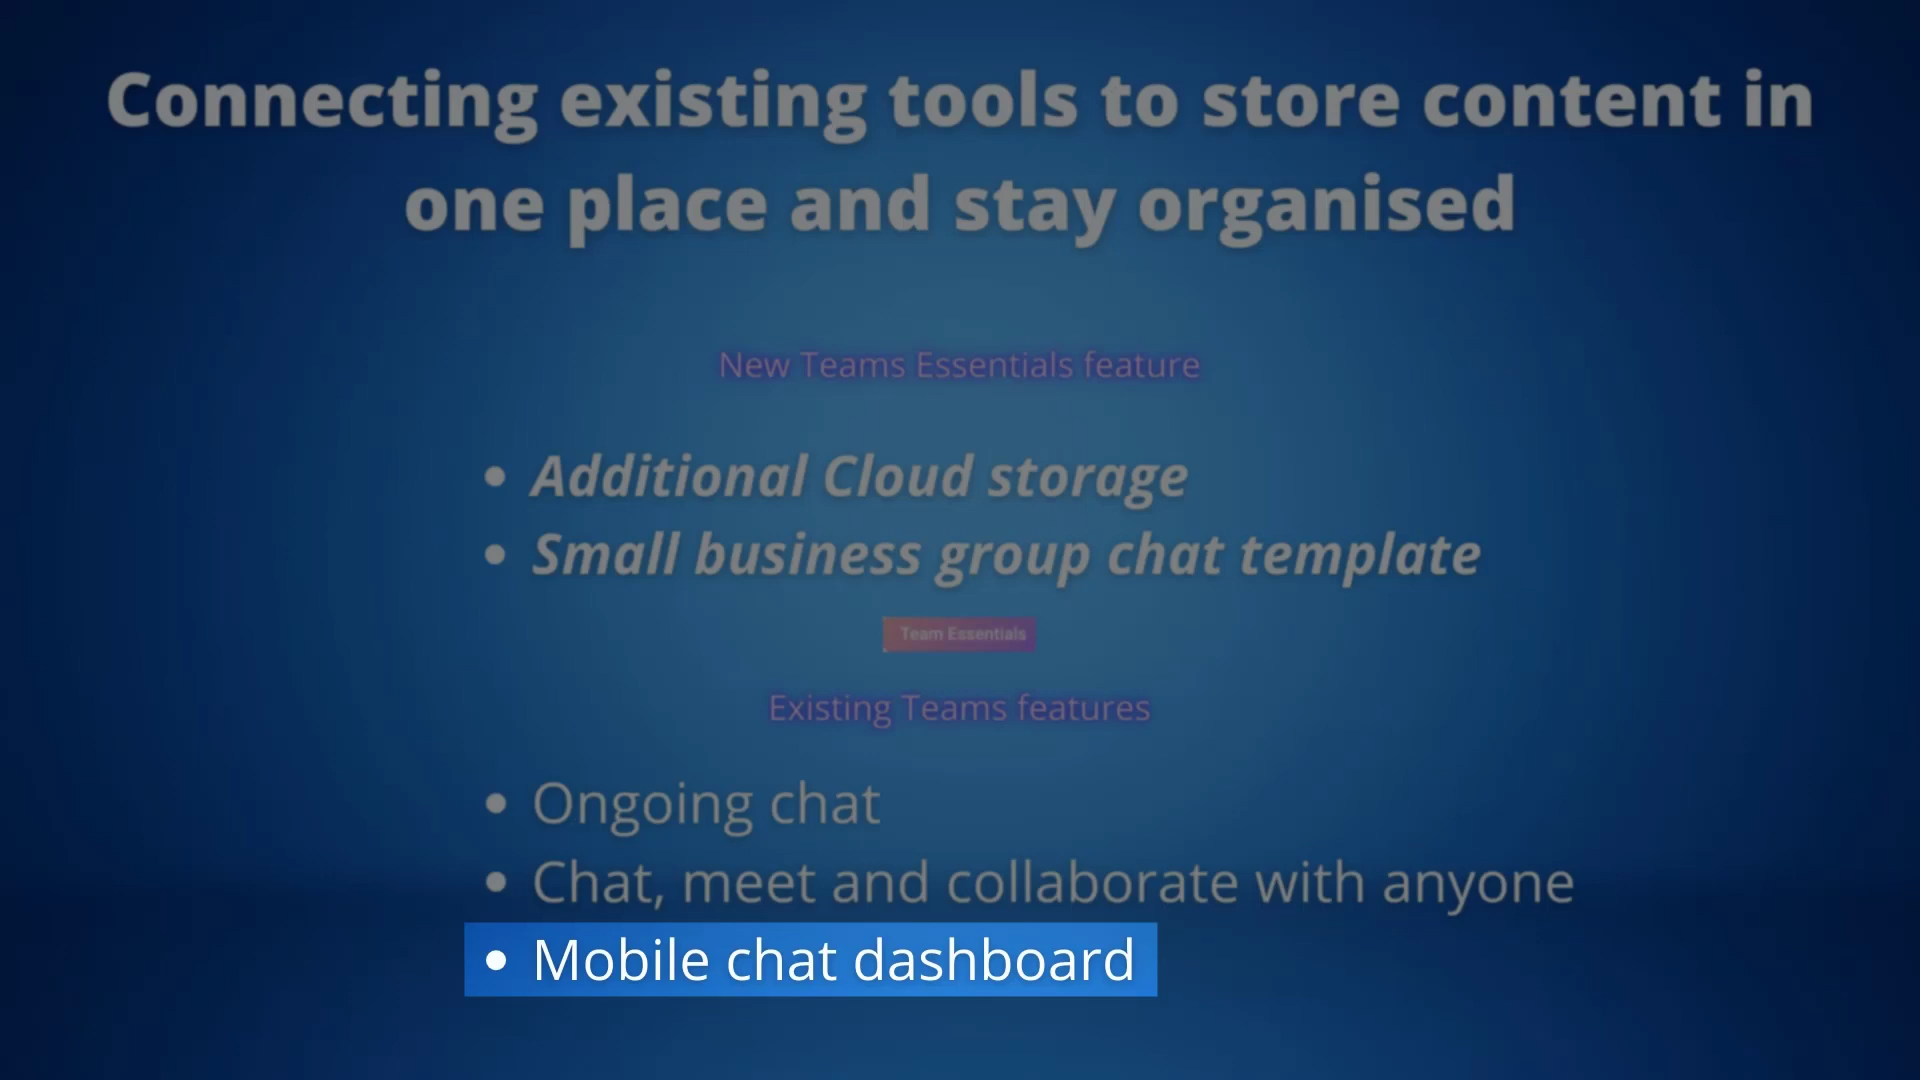 Connecting existing tools to store content in
one place and stay organised
New Teams Essentials feature
• Additional Cloud storage
• Small business group chat template
Team Essentials
Existing Teams features
• Ongoing chat
• Chat, meet and collaborate with anyone
• Mobile chat dashboard